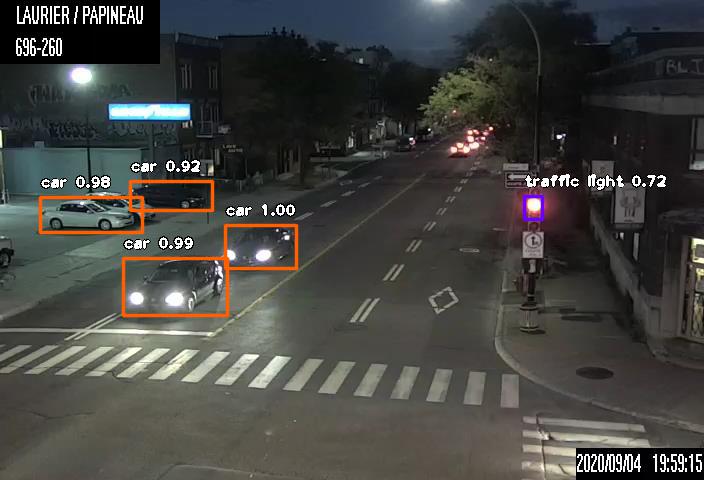 LAURIER / PAPINEAU
696-260
car 0.92
car 0.98
traffic light 0.72
car 1.00
car 0.99
2020/09/04 19:59:15